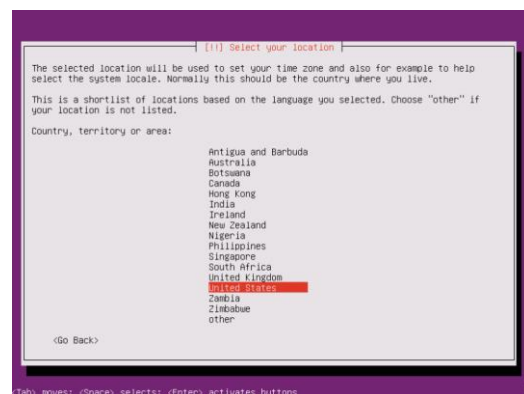 [!!] Select your location
The selected location will be used to set your time zone and also for example to help
select the system locale. Normally this should be the country where you live.
This is a shortlist of locations based on the language you selected. Choose "other" if
your location is not listed.
Country, territory or area:
Antigua and Barbuda
Australia
Botswana
Canada
Hong Kong
India
Ireland
New Zealand
Nigeria
Philippines
Singapore
South Africa
United Kingdom
United States
Zambia
Zimbabwe
other
<Go Back>
<Tab> moves; <Space> selects; <Enter> activates buttons